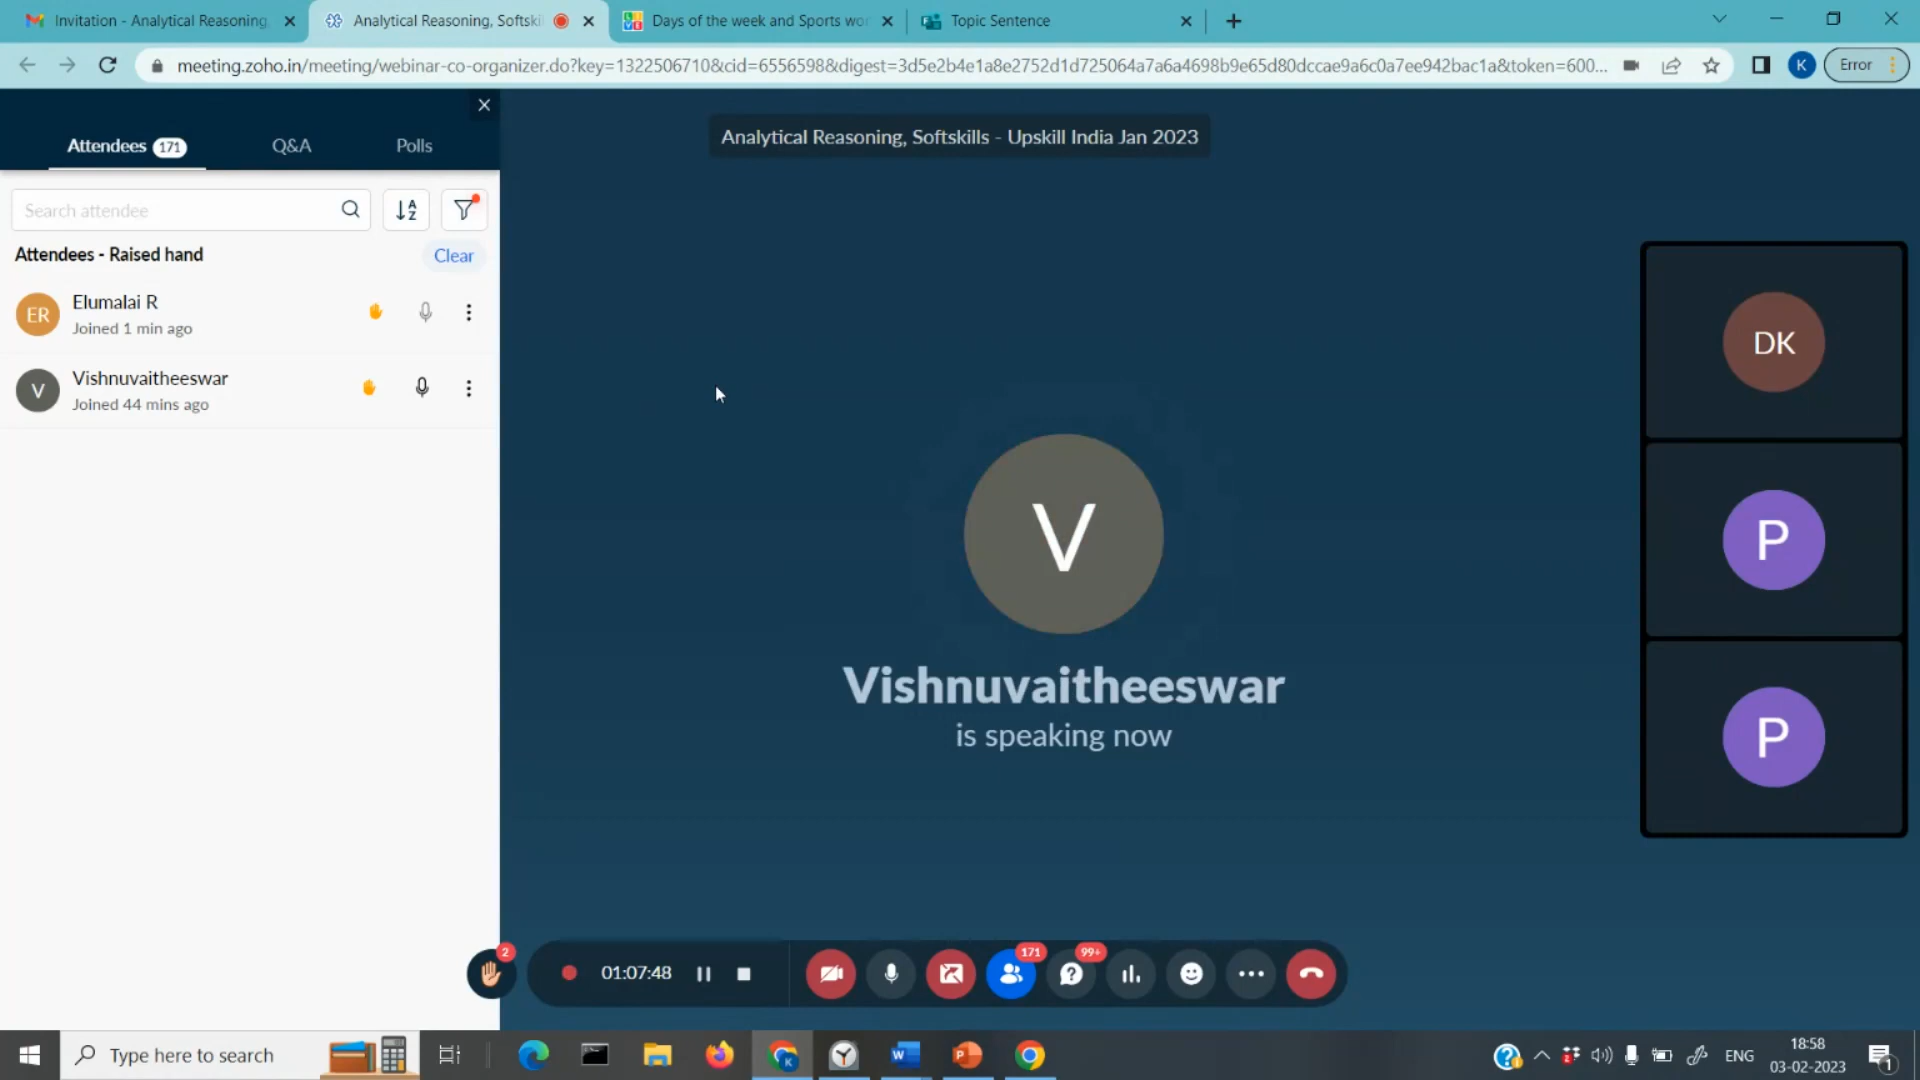 Invitation - Analytical Reasoning,
Analytical Reasoning, Softski
Days of the week and Sports wor
Topic Sentence
meeting.zoho.in/meeting/webinar-co-organizer.do?key=1322506710&cid=6556598&digest=3d5e2b4e1a8e2752d1d725064a7a6a4698b9e65d80dccae9a6c0a7ee942bac1a&token=600...
K
Error
Attendees 171
Q&A
Polls
Search attendee
Attendees - Raised hand
Clear
ER
Elumalai R
Joined 1 min ago
V
Vishnuvaitheeswar
Joined 44 mins ago
Analytical Reasoning, Softskills - Upskill India Jan 2023
V
Vishnuvaitheeswar
is speaking now
DK
P
P
2
01:07:48
171
99+
Type here to search
ENG
18:58
03-02-2023
1